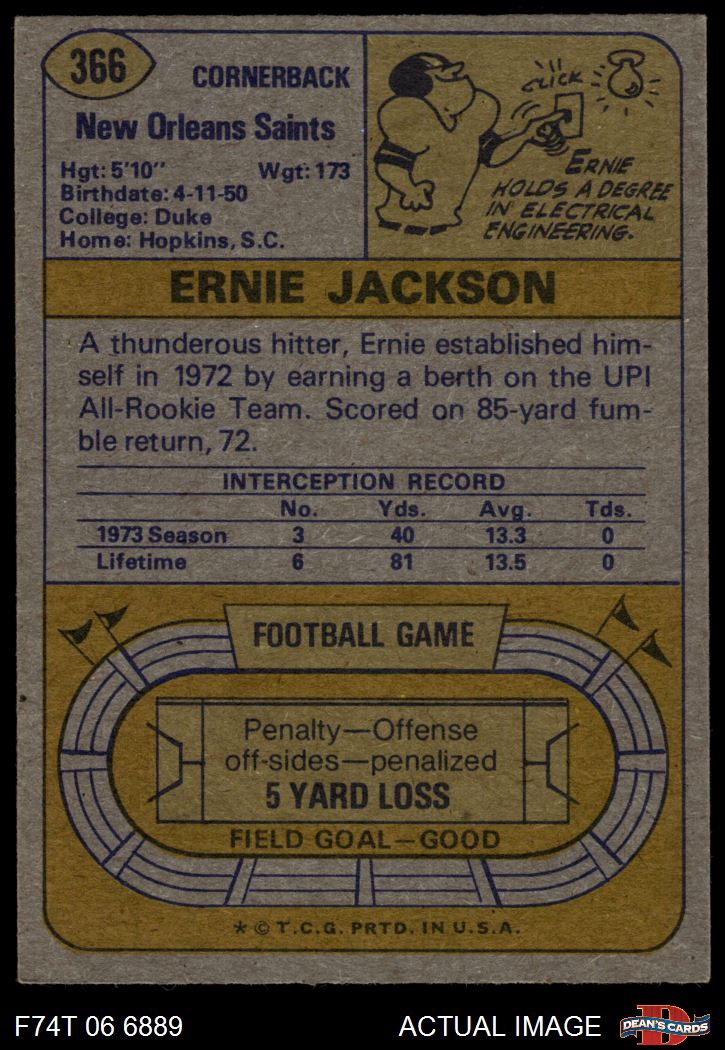 366
CORNERBACK
New Orleans Saints
Hgt: 5'10" Wgt: 173
Birthdate: 4-11-50
College: Duke
Home: Hopkins, S.C.
CLICK
ERNIE
HOLDS A DEGREE
IN ELECTRICAL
ENGINEERING.
ERNIE JACKSON
A thunderous hitter, Ernie established him-
self in 1972 by earning a berth on the UPI
All-Rookie Team. Scored on 85-yard fum-
ble return, 72.
INTERCEPTION RECORD
No. Yds. Avg. Tds.
1973 Season 3 40 13.3 0
Lifetime 6 81 13.5 0
FOOTBALL GAME
Penalty—Offense
off-sides—penalized
5 YARD LOSS
FIELD GOAL—GOOD
* © T.C.G. PRTD. IN U.S.A.
F74T 06 6889 ACTUAL IMAGE
D
DEAN'S CARDS